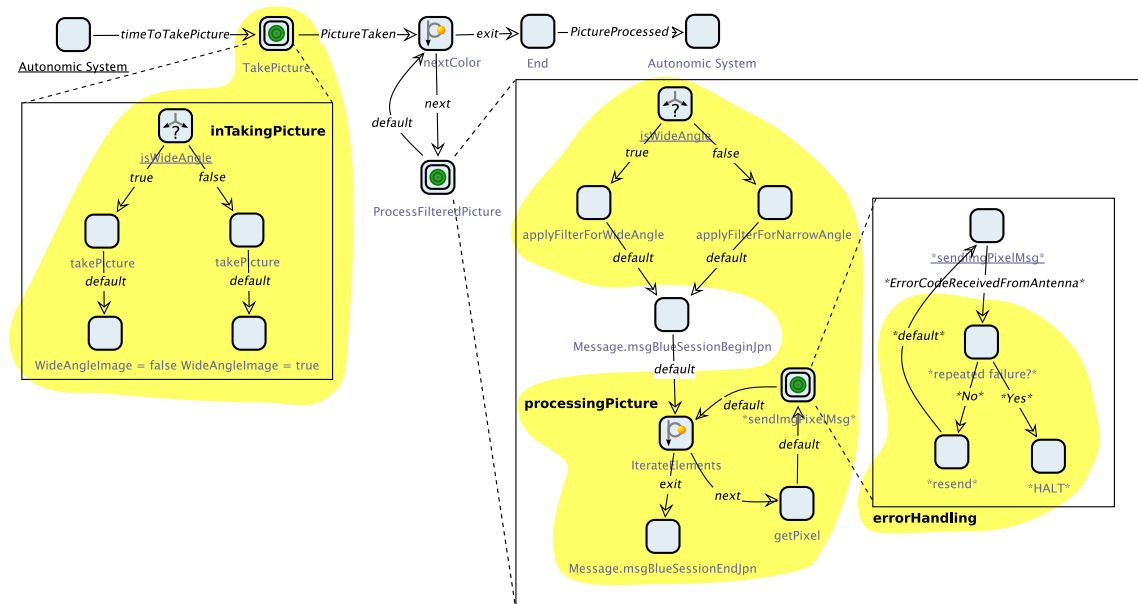 timeToTakePicture
PictureTaken
exit
PictureProcessed
Autonomic System
TakePicture
nextColor
End
Autonomic System
next
default
ProcessFilteredPicture
inTakingPicture
?
isWideAngle
true
false
takePicture
takePicture
default
default
WideAngleImage = false
WideAngleImage = true
?
isWideAngle
true
false
applyFilterForWideAngle
applyFilterForNarrowAngle
default
default
Message.msgBlueSessionBeginJpn
default
processingPicture
default
*sendImgPixelMsg*
default
IterateElements
exit
next
getPixel
Message.msgBlueSessionEndJpn
*sendImgPixelMsg*
*ErrorCodeReceivedFromAntenna*
*default*
*repeated failure?*
*No*
*Yes*
*resend*
*HALT*
errorHandling